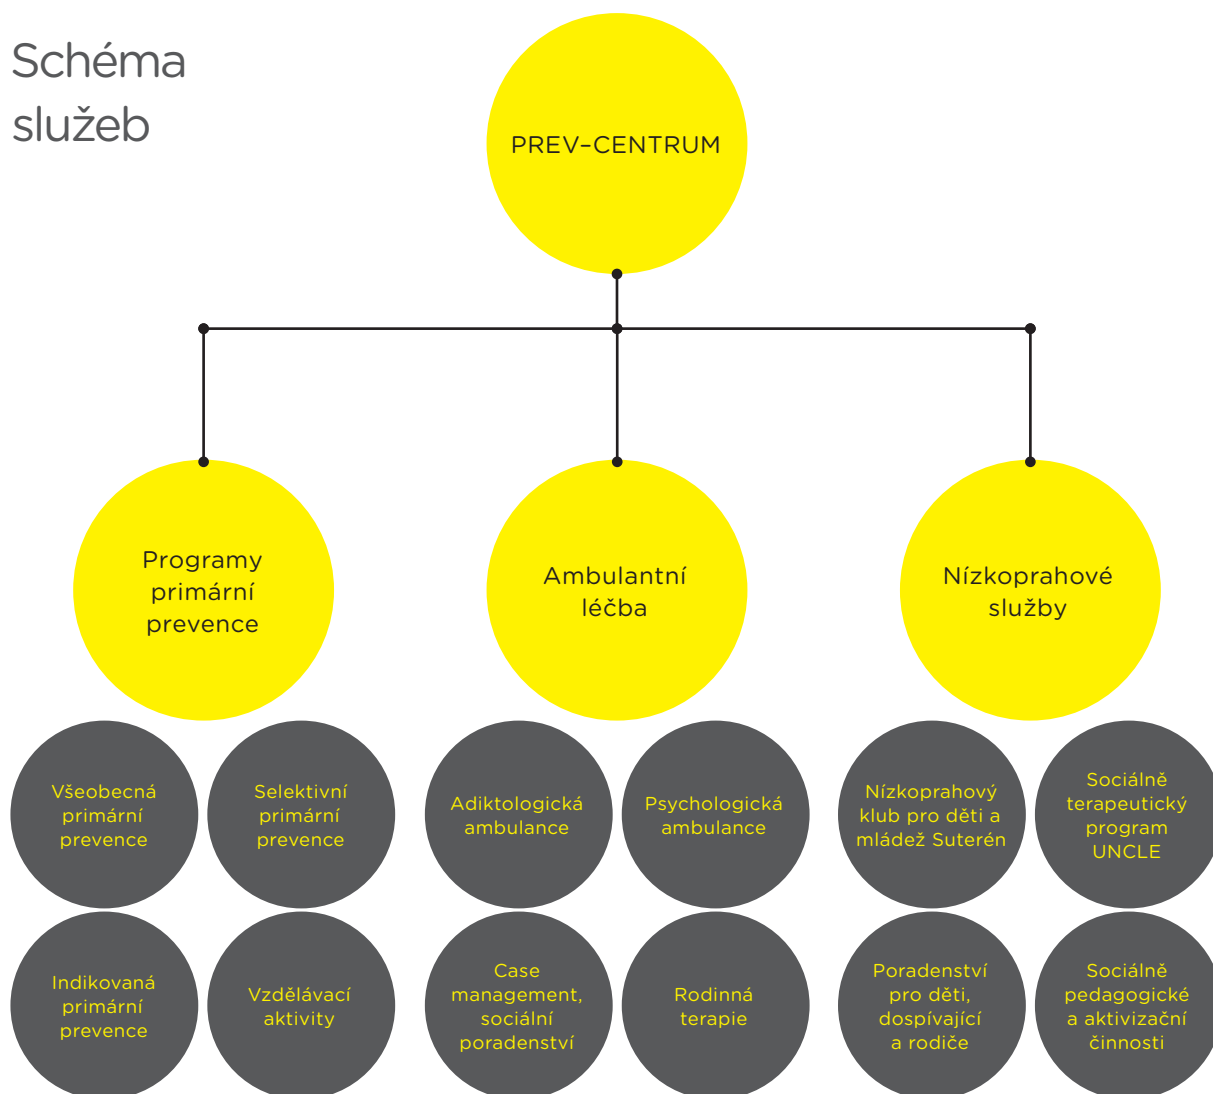 Schéma
služeb
PREV–CENTRUM
Programy
primární
prevence
Ambulantní
léčba
Nízkoprahové
služby
Všeobecná
primární
prevence
Selektivní
primární
prevence
Adiktologická
ambulance
Psychologická
ambulance
Nízkoprahový
klub pro děti a
mládež Suterén
Sociálně
terapeutický
program
UNCLE
Indikovaná
primární
prevence
Vzdělávací
aktivity
Case
management,
sociální
poradenství
Rodinná
terapie
Poradenství
pro děti,
dospívající
a rodiče
Sociálně
pedagogické
a aktivizační
činnosti